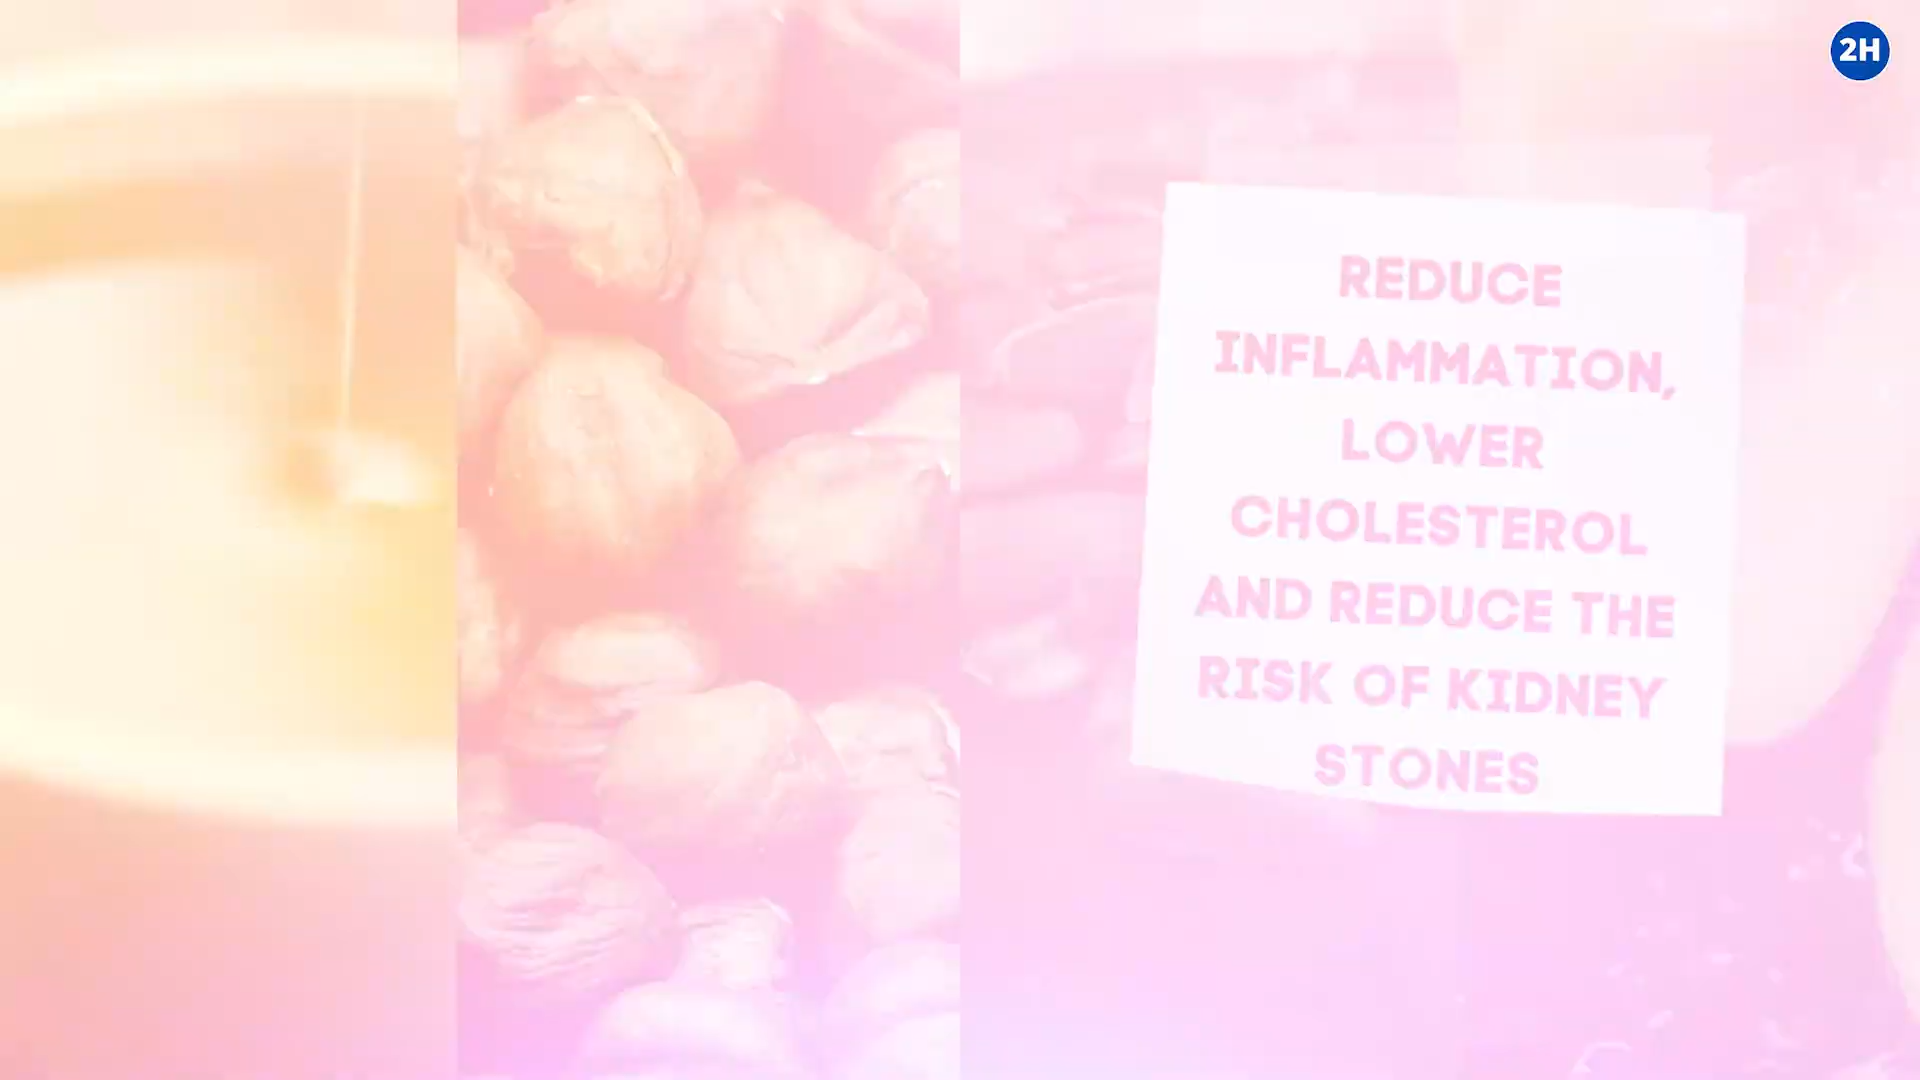 2H
REDUCE
INFLAMMATION,
LOWER
CHOLESTEROL
AND REDUCE THE
RISK OF KIDNEY
STONES